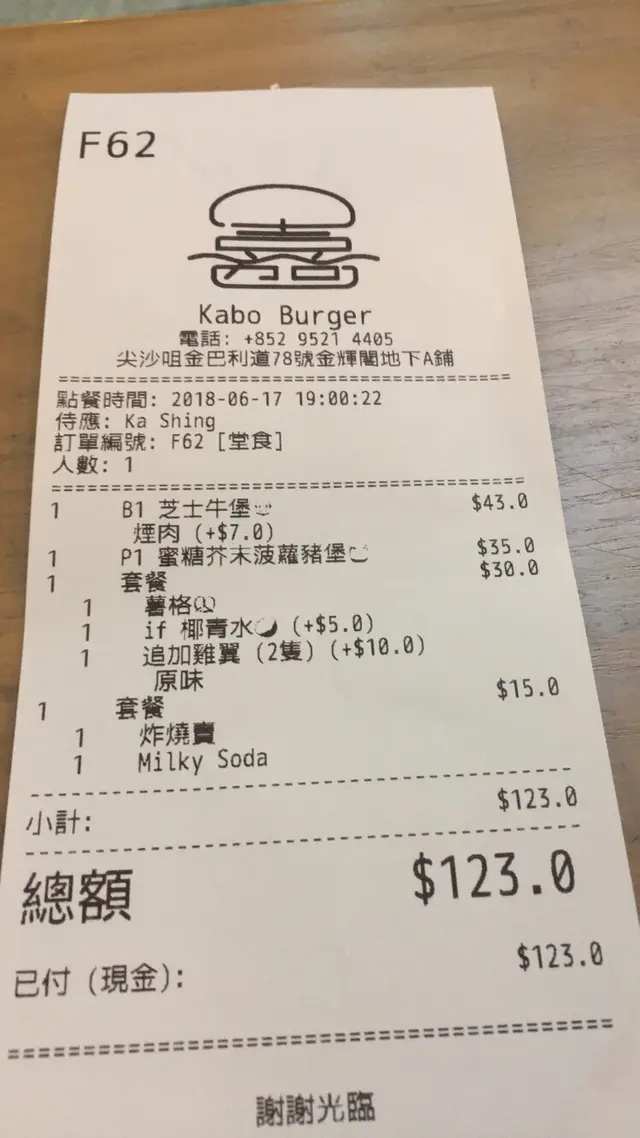 F62
Kabo Burger
電話: +852 9521 4405
尖沙咀金巴利道78號金輝閣地下A鋪
點餐時間: 2018-06-17 19:00:22
侍應: Ka Shing
訂單編號: F62 [堂食]
人數: 1
1 B1 芝士牛堡 $43.0
煙肉 (+$7.0)
1 P1 蜜糖芥末菠蘿豬堡 $35.0
1 套餐 $30.0
1 薯格
1 if 椰青水 (+$5.0)
1 追加雞翼 (2隻) (+$10.0)
原味
1 套餐 $15.0
1 炸燒賣
1 Milky Soda
小計: $123.0
總額 $123.0
已付 (現金): $123.0
謝謝光臨